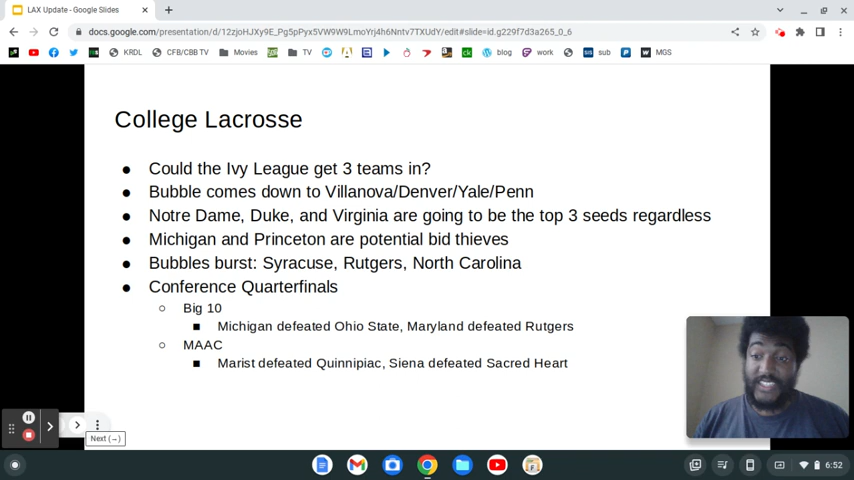 LAX Update - Google Slides
docs.google.com/presentation/d/12zjoHJXy9E_Pg5pPyx5VW9W9LmoYrj4h6Nntv7TXUdY/edit#slide=id.g229f7d3a265_0_6
KRDL CFB/CBB TV Movies TV blog work sub MGS
College Lacrosse
● Could the Ivy League get 3 teams in?
● Bubble comes down to Villanova/Denver/Yale/Penn
● Notre Dame, Duke, and Virginia are going to be the top 3 seeds regardless
● Michigan and Princeton are potential bid thieves
● Bubbles burst: Syracuse, Rutgers, North Carolina
● Conference Quarterfinals
○ Big 10
■ Michigan defeated Ohio State, Maryland defeated Rutgers
○ MAAC
■ Marist defeated Quinnipiac, Siena defeated Sacred Heart
Next (→)
6:52